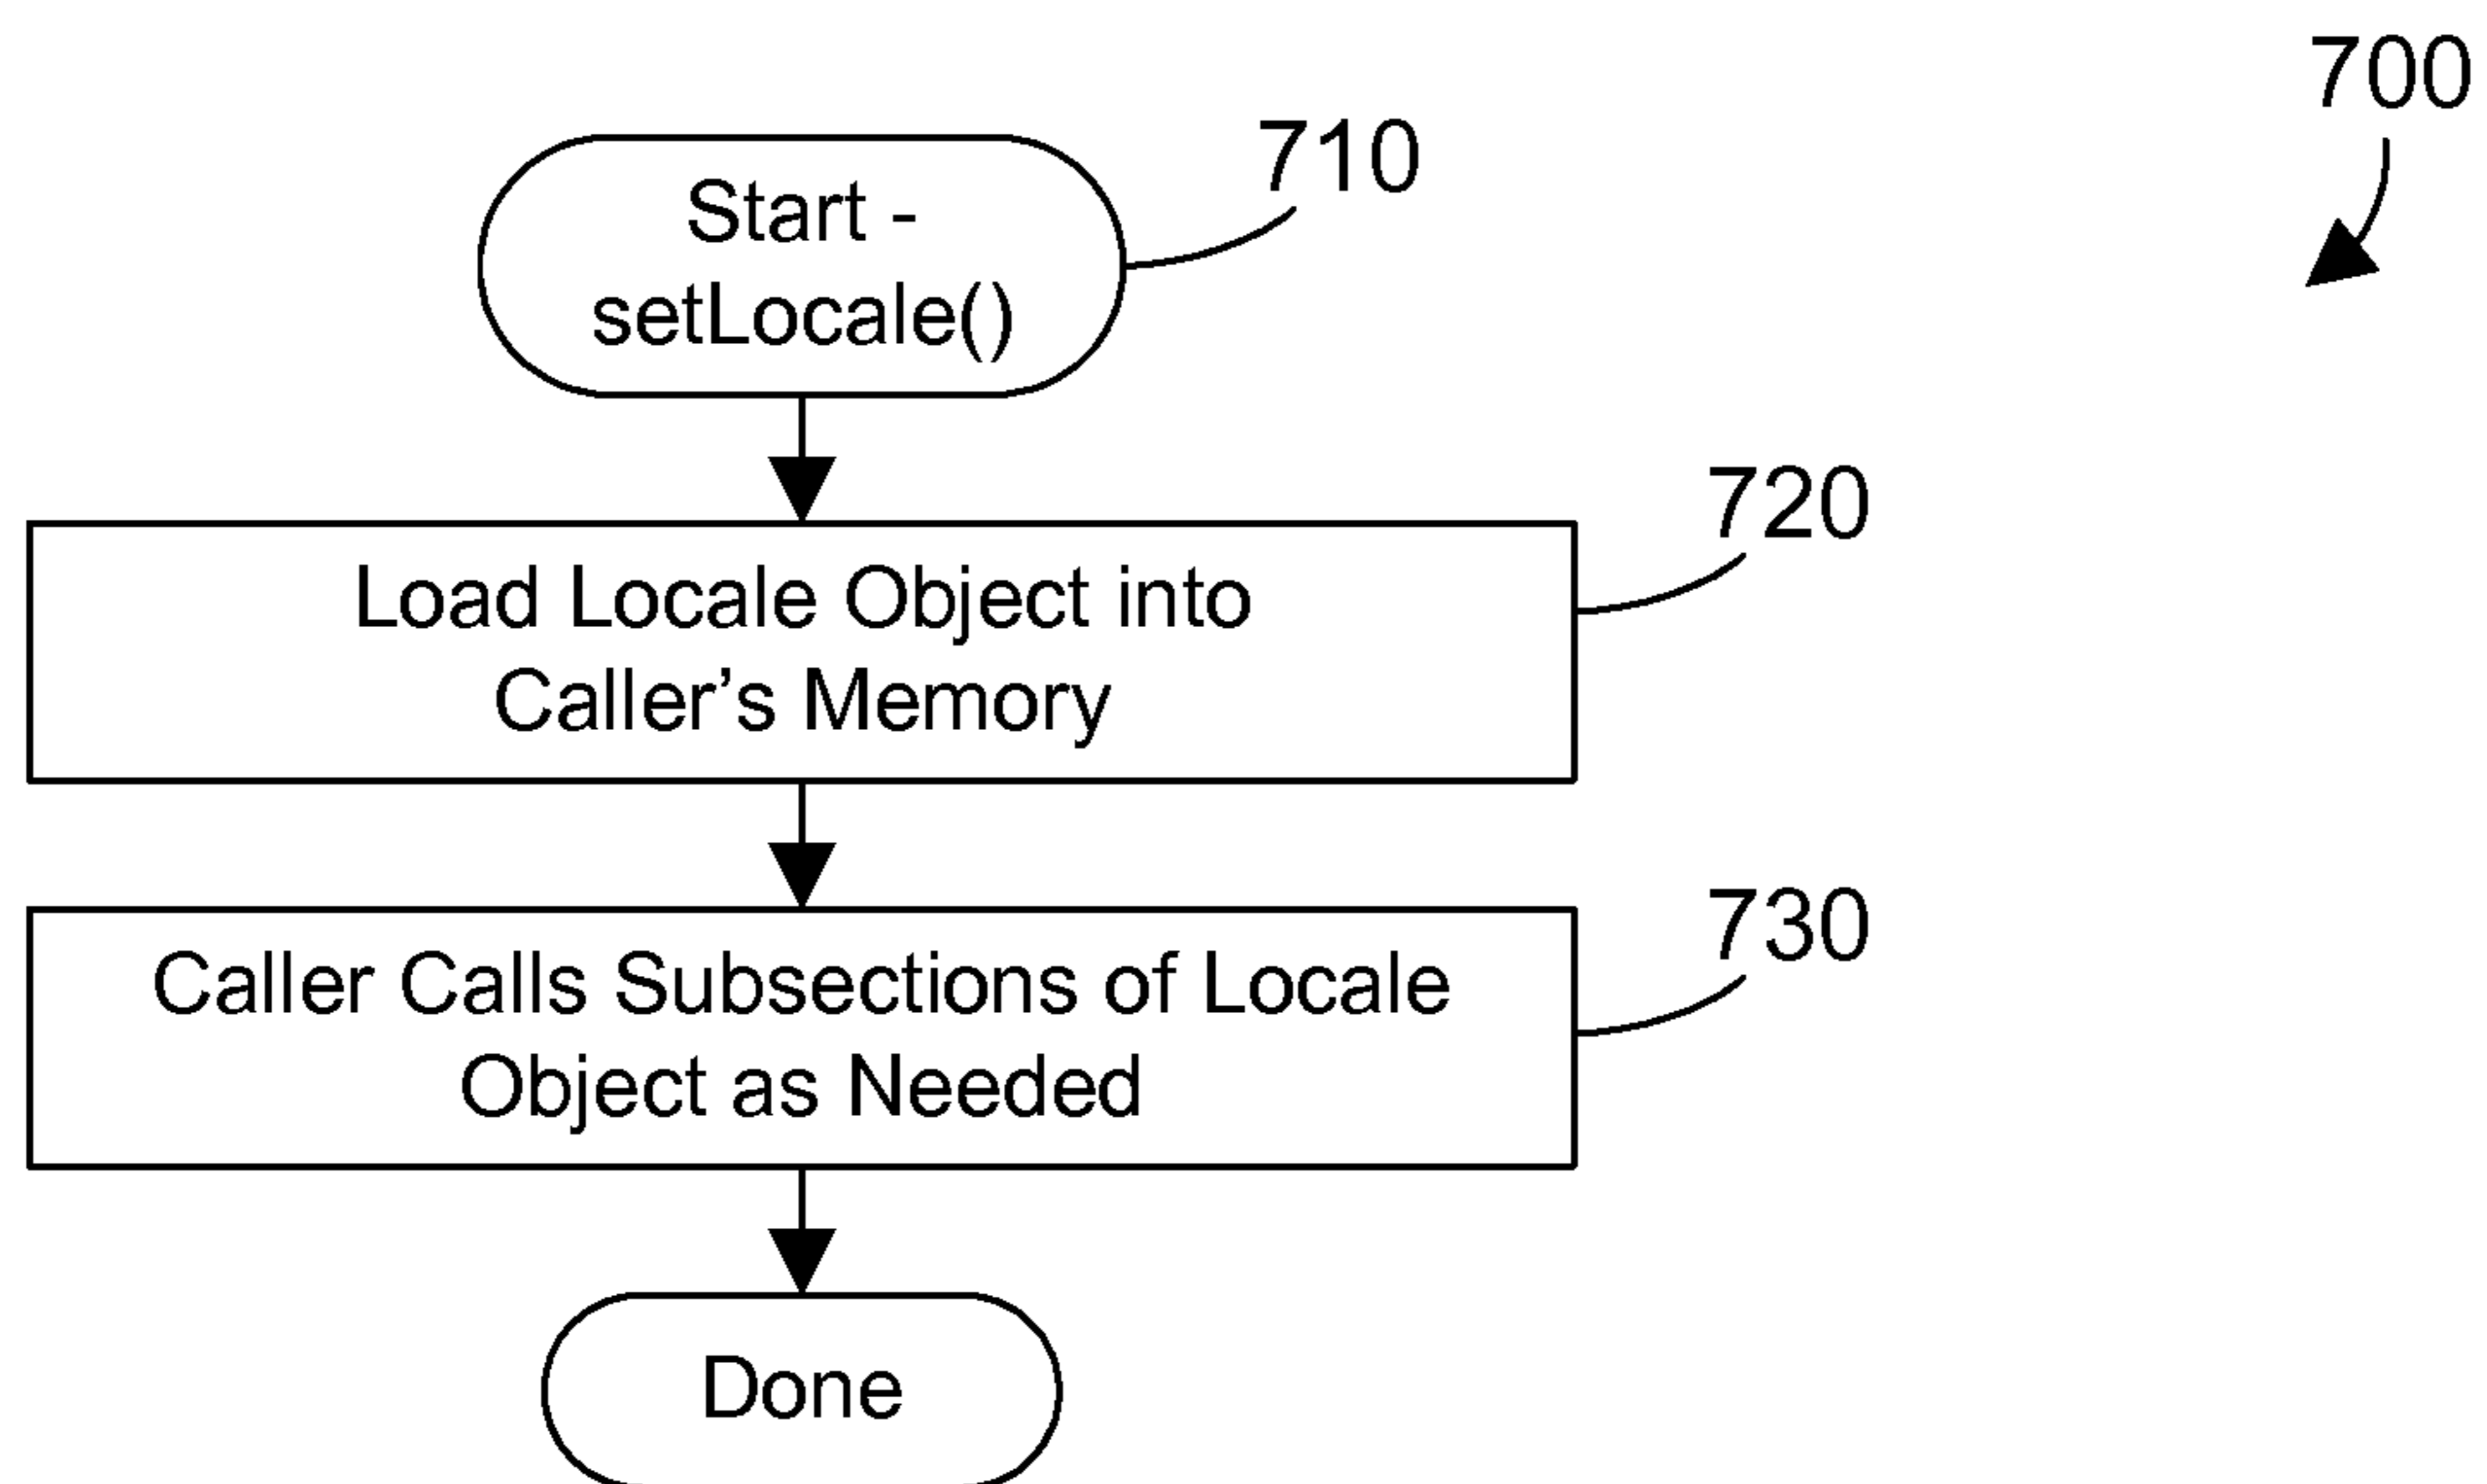 700
710
Start -
setLocale()
720
Load Locale Object into
Caller’s Memory
730
Caller Calls Subsections of Locale
Object as Needed
Done